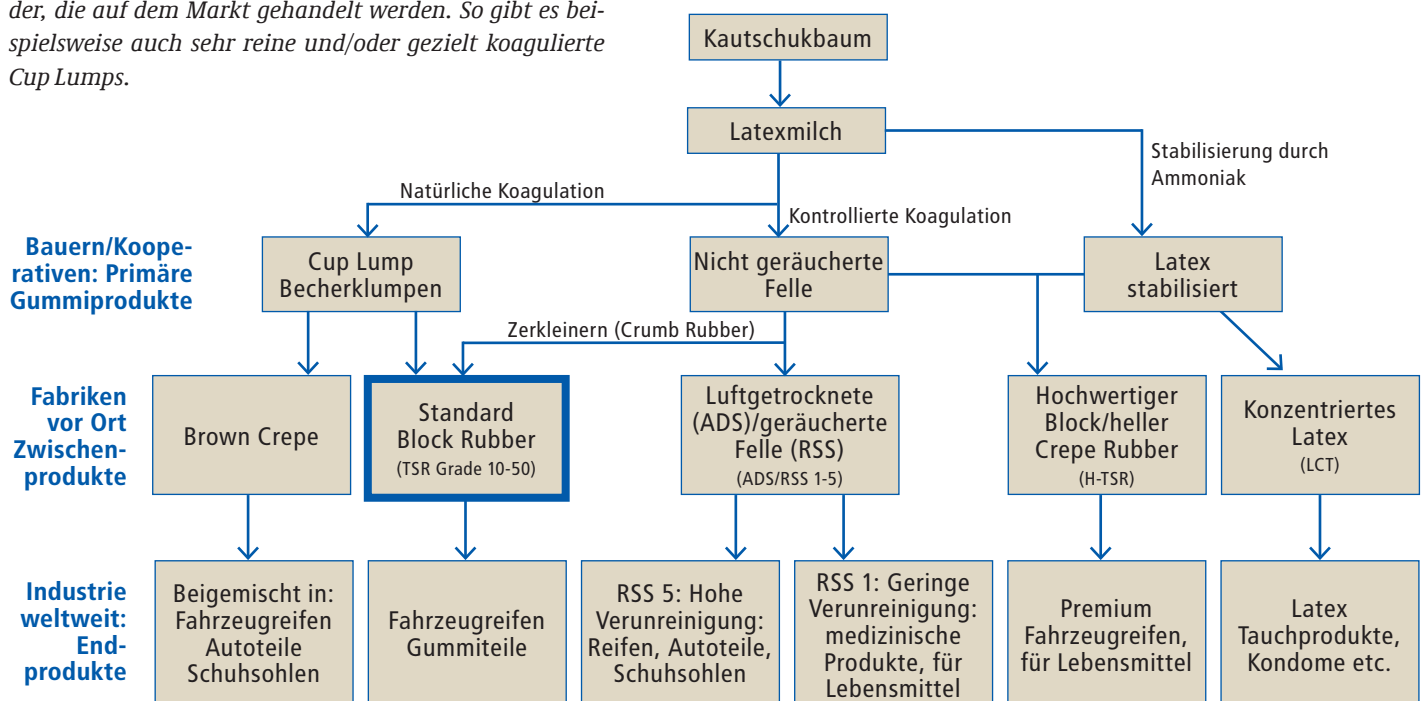 der, die auf dem Markt gehandelt werden. So gibt es bei-
spielsweise auch sehr reine und/oder gezielt koagulierte
Cup Lumps.
Kautschukbaum
Latexmilch
Stabilisierung durch
Ammoniak
Natürliche Koagulation
Kontrollierte Koagulation
Bauern/Koope-
rativen: Primäre
Gummiprodukte
Cup Lump
Becherklumpen
Nicht geräucherte
Felle
Latex
stabilisiert
Zerkleinern (Crumb Rubber)
Fabriken
vor Ort
Zwischen-
produkte
Brown Crepe
Standard
Block Rubber
(TSR Grade 10-50)
Luftgetrocknete
(ADS)/geräucherte
Felle (RSS)
(ADS/RSS 1-5)
Hochwertiger
Block/heller
Crepe Rubber
(H-TSR)
Konzentriertes
Latex
(LCT)
Industrie
weltweit:
End-
produkte
Beigemischt in:
Fahrzeugreifen
Autoteile
Schuhsohlen
Fahrzeugreifen
Gummiteile
RSS 5: Hohe
Verunreinigung:
Reifen, Autoteile,
Schuhsohlen
RSS 1: Geringe
Verunreinigung:
medizinische
Produkte, für
Lebensmittel
Premium
Fahrzeugreifen,
für Lebensmittel
Latex
Tauchprodukte,
Kondome etc.